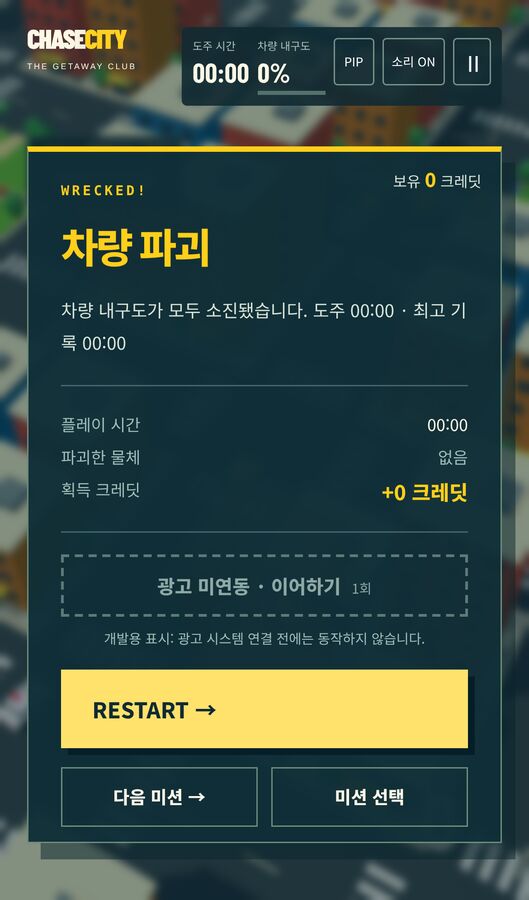 CHASECITY
THE GETAWAY CLUB
도주 시간 차량 내구도
00:00 0%
PIP
소리 ON
보유 0 크레딧
WRECKED!
차량 파괴
차량 내구도가 모두 소진됐습니다. 도주 00:00 · 최고 기
록 00:00
플레이 시간 00:00
파괴한 물체 없음
획득 크레딧 +0 크레딧
광고 미연동 · 이어하기 1회
개발용 표시: 광고 시스템 연결 전에는 동작하지 않습니다.
RESTART →
다음 미션 →
미션 선택